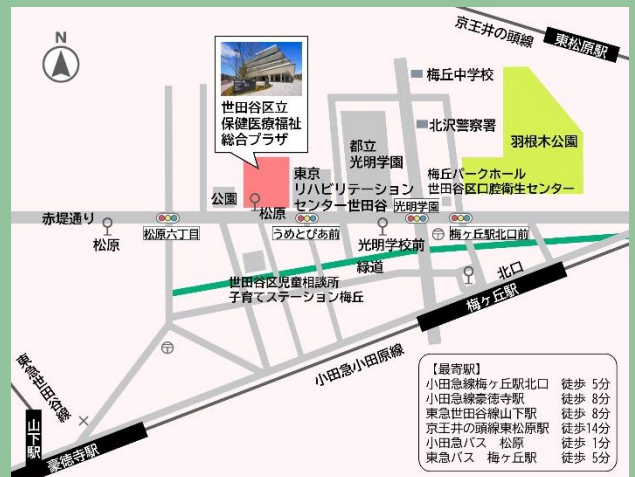 N
京王井の頭線
東松原駅
世田谷区立
保健医療福祉
総合プラザ
梅丘中学校
北沢警察署
羽根木公園
都立
光明学園
東京
リハビリテーション
センター世田谷
梅丘パークホール
世田谷区口腔衛生センター
公園
松原
光明学園
赤堤通り
松原
松原六丁目
うめとぴあ前
光明学校前
梅ヶ丘駅北口前
緑道
世田谷区児童相談所
子育てステーション梅丘
北口
梅ヶ丘駅
小田急小田原線
東急世田谷線
山下駅
豪徳寺駅
【最寄駅】
小田急線梅ヶ丘駅北口 徒歩 5分
小田急線豪徳寺駅 徒歩 8分
東急世田谷線山下駅 徒歩 8分
京王井の頭線東松原駅 徒歩14分
小田急バス 松原 徒歩 1分
東急バス 梅ヶ丘駅 徒歩 5分